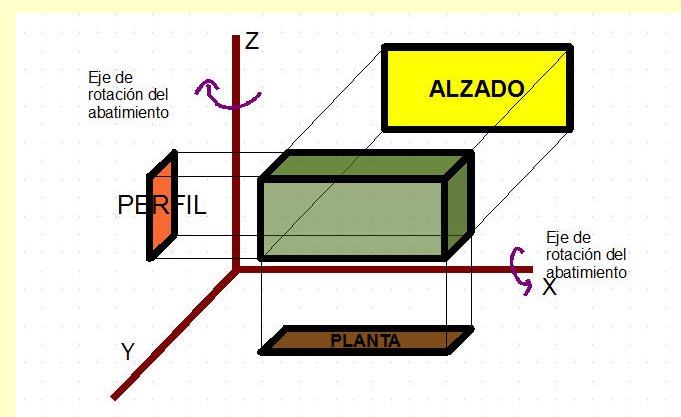 Z
Eje de
rotación del
abatimiento
ALZADO
PERFIL
Eje de
rotación del
abatimiento
X
Y
PLANTA